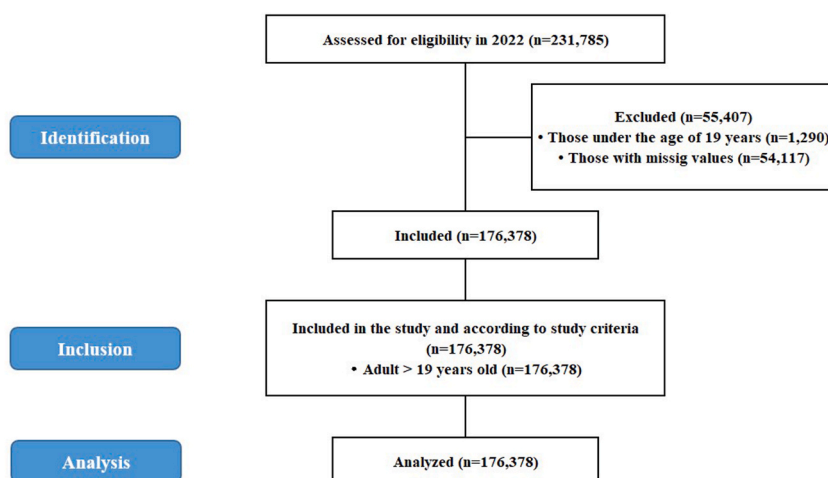 Assessed for eligibility in 2022 (n=231,785)
Identification
Excluded (n=55,407)
• Those under the age of 19 years (n=1,290)
• Those with missig values (n=54,117)
Included (n=176,378)
Inclusion
Included in the study and according to study criteria
(n=176,378)
• Adult > 19 years old (n=176,378)
Analysis
Analyzed (n=176,378)